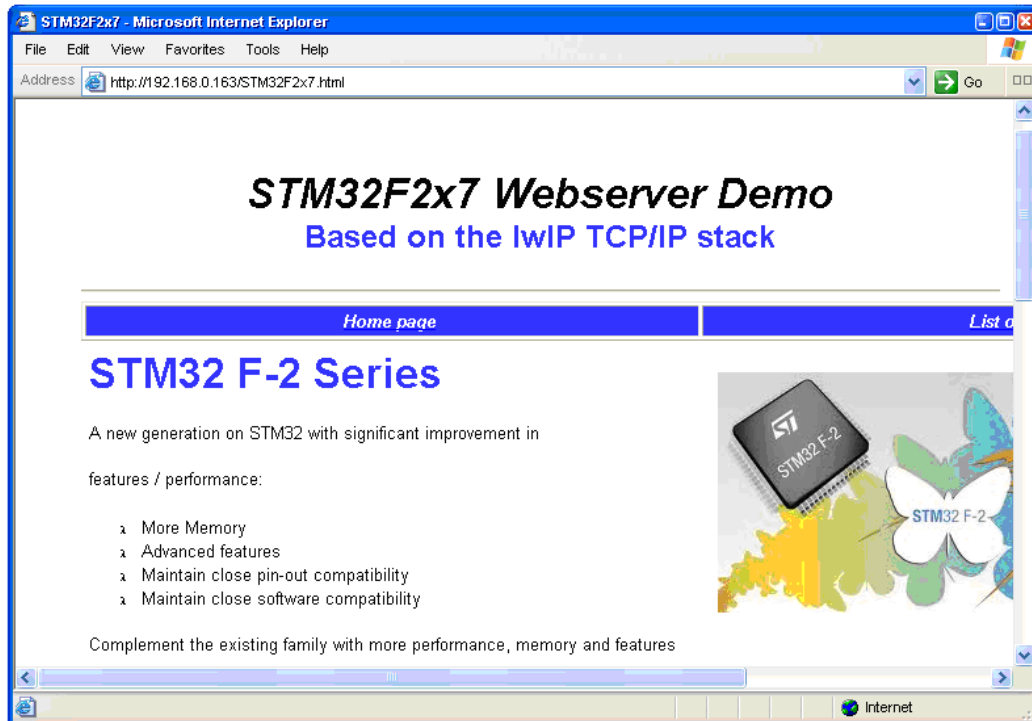 STM32F2x7 - Microsoft Internet Explorer
File Edit View Favorites Tools Help
Address http://192.168.0.163/STM32F2x7.html Go
STM32F2x7 Webserver Demo
Based on the lwIP TCP/IP stack
Home page List o
STM32 F-2 Series
A new generation on STM32 with significant improvement in
features / performance:
λ More Memory
λ Advanced features
λ Maintain close pin-out compatibility
λ Maintain close software compatibility
Complement the existing family with more performance, memory and features
ST
STM32 F-2
STM32 F-2
Internet